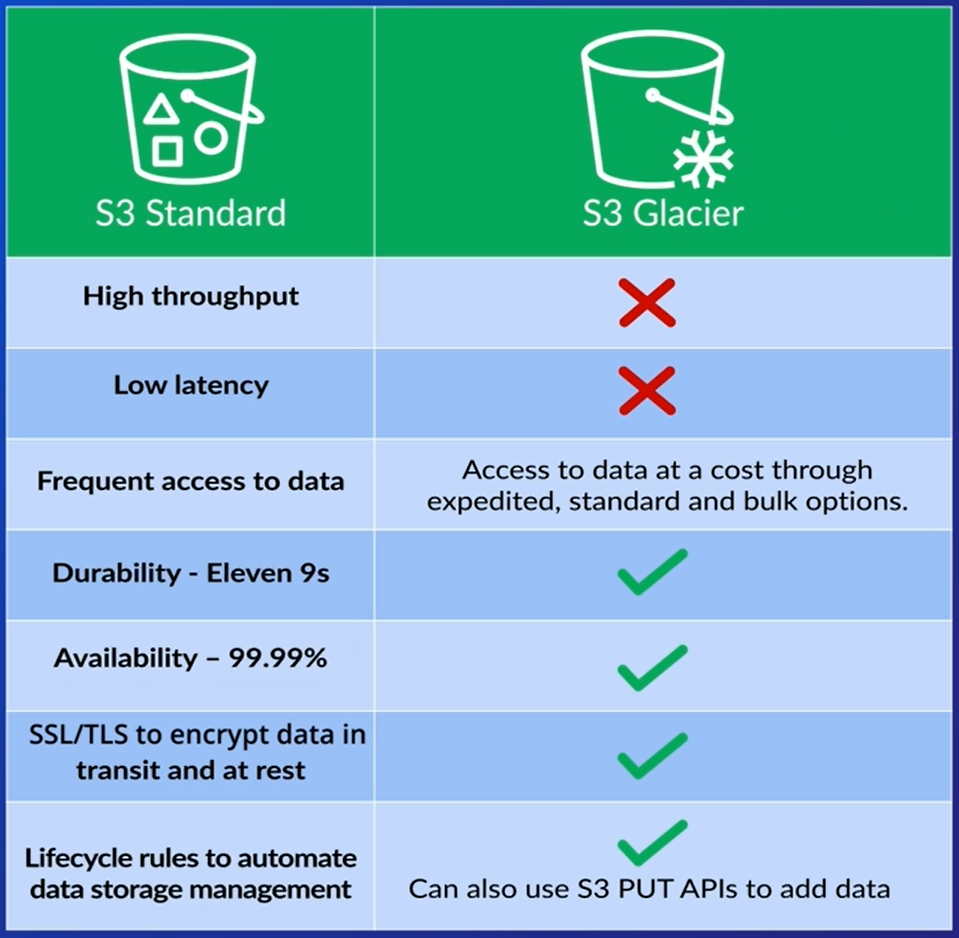 S3 Standard
S3 Glacier
High throughput
Low latency
Frequent access to data
Access to data at a cost through
expedited, standard and bulk options.
Durability - Eleven 9s
Availability – 99.99%
SSL/TLS to encrypt data in
transit and at rest
Lifecycle rules to automate
data storage management
Can also use S3 PUT APIs to add data